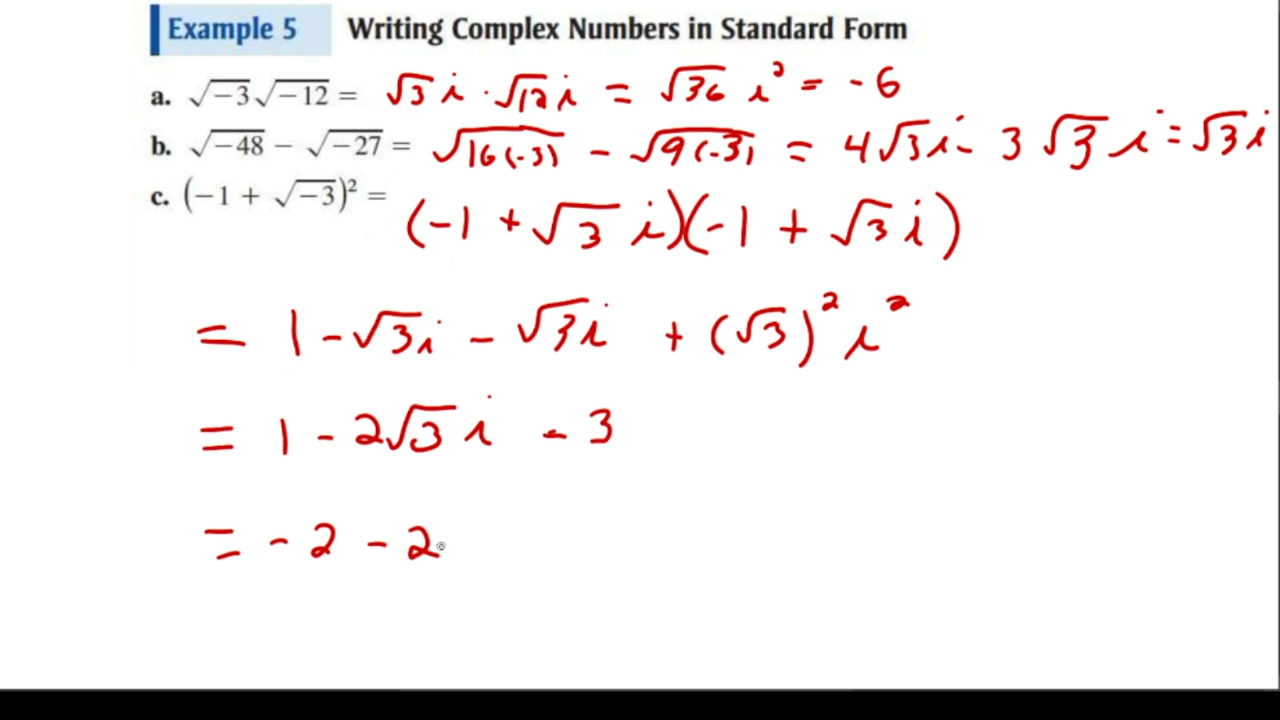 Example 5 Writing Complex Numbers in Standard Form
a. √−3√−12 = √3 i · √12 i = √36 i² = -6
b. √−48 − √−27 = √16(-3) - √9(-3) = 4√3 i - 3√3 i = √3 i
c. (−1 + √−3)² = (-1 + √3 i)(-1 + √3 i)
= 1 - √3 i - √3 i + (√3)² i²
= 1 - 2√3 i - 3
= -2 - 2